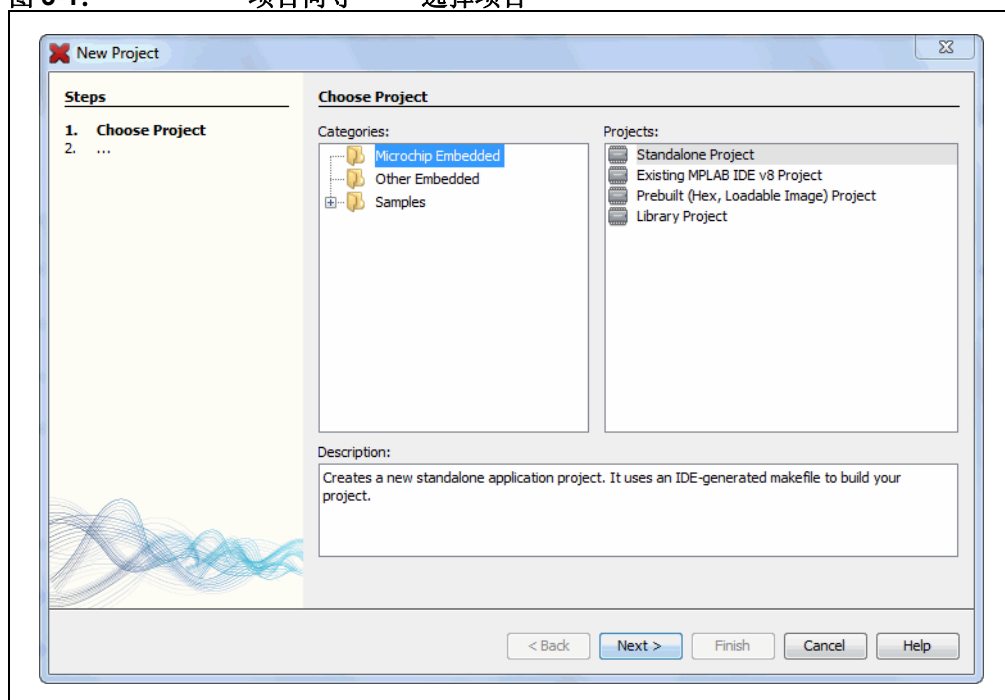 New Project
Steps
1. Choose Project
2. ...
Choose Project
Categories:
Microchip Embedded
Other Embedded
Samples
Projects:
Standalone Project
Existing MPLAB IDE v8 Project
Prebuilt (Hex, Loadable Image) Project
Library Project
Description:
Creates a new standalone application project. It uses an IDE-generated makefile to build your
project.
< Back
Next >
Finish
Cancel
Help